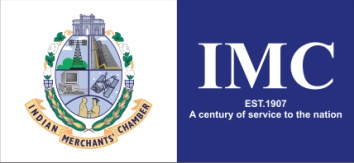 INDIAN MERCHANTS' CHAMBER
IMC
EST.1907
A century of service to the nation